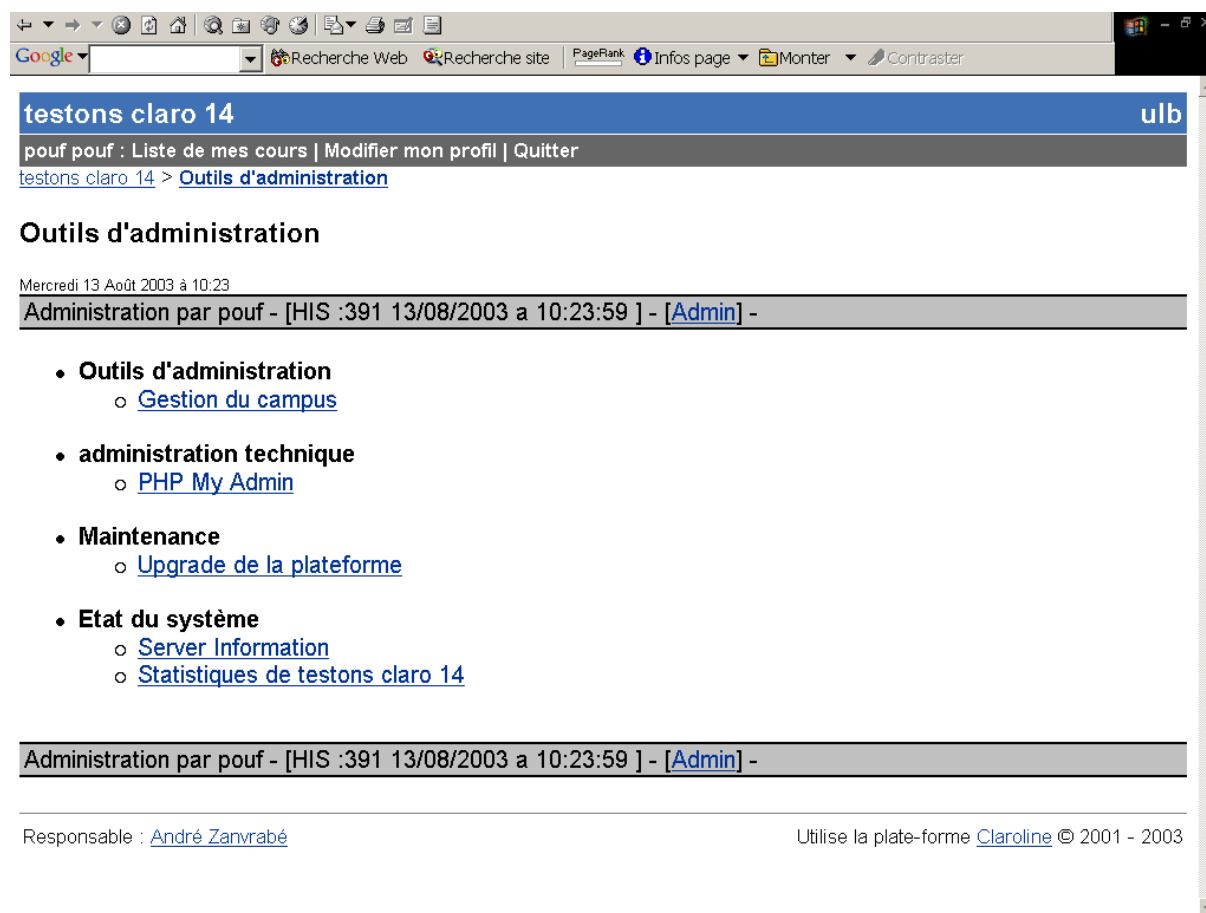 Google
Recherche Web Recherche site PageRank Infos page Monter Contraster
testons claro 14 ulb
pouf pouf : Liste de mes cours | Modifier mon profil | Quitter
testons claro 14 > Outils d'administration
Outils d'administration
Mercredi 13 Août 2003 à 10:23
Administration par pouf - [HIS :391 13/08/2003 a 10:23:59 ] - [Admin] -
• Outils d'administration
o Gestion du campus
• administration technique
o PHP My Admin
• Maintenance
o Upgrade de la plateforme
• Etat du système
o Server Information
o Statistiques de testons claro 14
Administration par pouf - [HIS :391 13/08/2003 a 10:23:59 ] - [Admin] -
Responsable : André Zanvrabé Utilise la plate-forme Claroline © 2001 - 2003